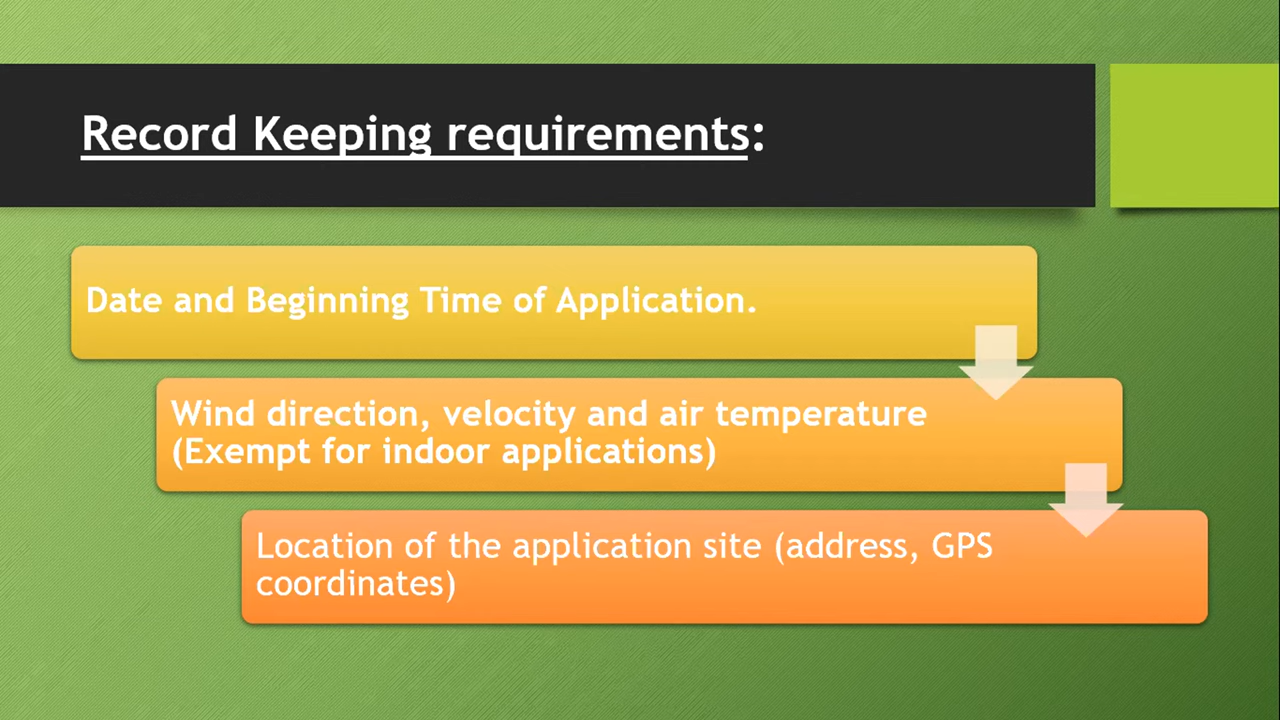 Record Keeping requirements:
Date and Beginning Time of Application.
Wind direction, velocity and air temperature
(Exempt for indoor applications)
Location of the application site (address, GPS
coordinates)